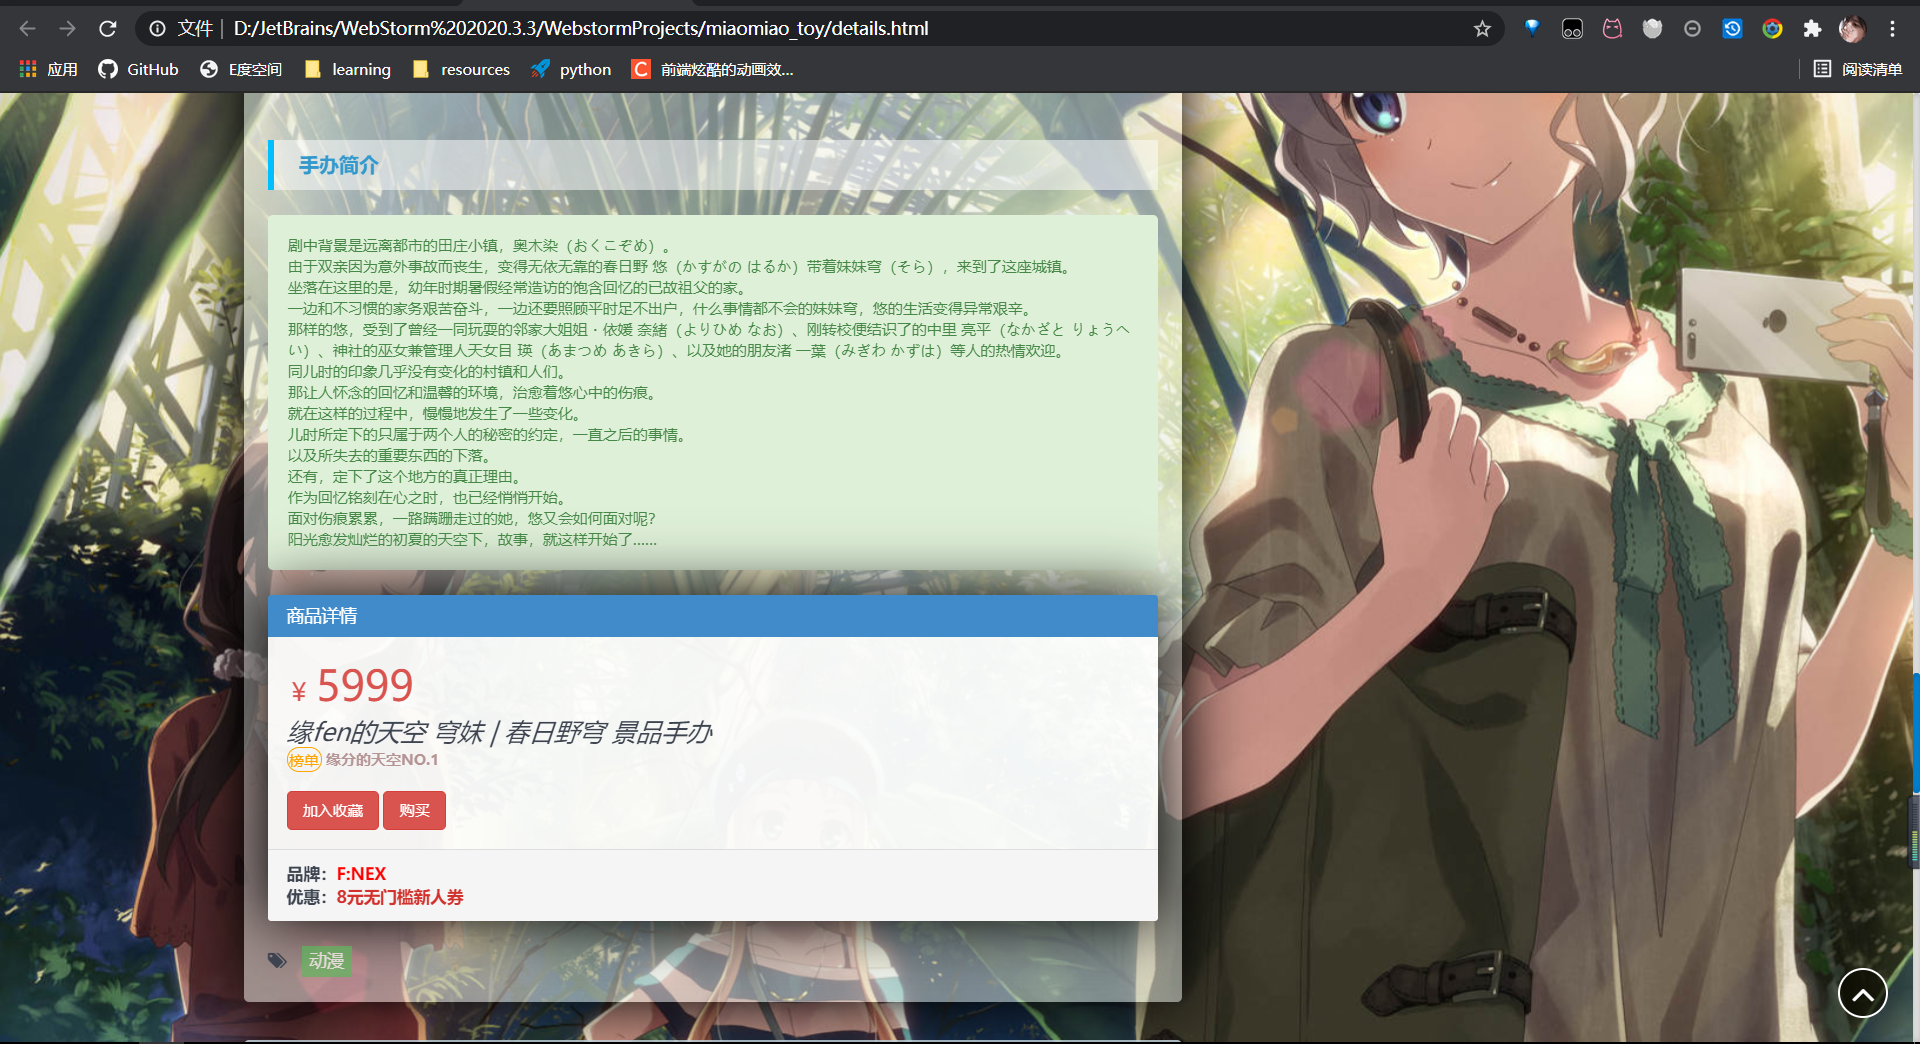 文件 D:/JetBrains/WebStorm%202020.3.3/WebstormProjects/miaomiao_toy/details.html
应用 GitHub E度空间 learning resources python 前端炫酷的动画效... 阅读清单
手办简介
剧中背景是远离都市的田庄小镇，奥木染（おくこぞめ）。
由于双亲因为意外事故而丧生，变得无依无靠的春日野 悠（かすがの はるか）带着妹妹穹（そら），来到了这座城镇。
坐落在这里的是，幼年时期暑假经常造访的饱含回忆的已故祖父的家。
一边和不习惯的家务艰苦奋斗，一边还要照顾平时足不出户，什么事情都不会的妹妹穹，悠的生活变得异常艰辛。
那样的悠，受到了曾经一同玩耍的邻家大姐姐・依媛 奈緒（よりひめ なお）、刚转校便结识了的中里 亮平（なかざと りょうへ
い）、神社的巫女兼管理人天女目 瑛（あまつめ あきら）、以及她的朋友渚 一葉（みぎわ かずは）等人的热情欢迎。
同儿时的印象几乎没有变化的村镇和人们。
那让人怀念的回忆和温馨的环境，治愈着悠心中的伤痕。
就在这样的过程中，慢慢地发生了一些变化。
儿时所定下的只属于两个人的秘密的约定，一直之后的事情。
以及所失去的重要东西的下落。
还有，定下了这个地方的真正理由。
作为回忆铭刻在心之时，也已经悄悄开始。
面对伤痕累累，一路蹒跚走过的她，悠又会如何面对呢?
阳光愈发灿烂的初夏的天空下，故事，就这样开始了......
商品详情
￥5999
缘fen的天空 穹妹 | 春日野穹 景品手办
榜单 缘分的天空NO.1
加入收藏 购买
品牌：F:NEX
优惠：8元无门槛新人券
动漫